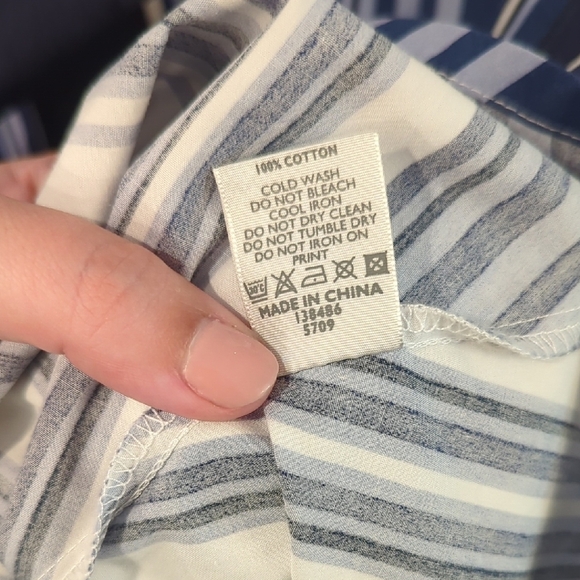 100% COTTON
COLD WASH
DO NOT BLEACH
COOL IRON
DO NOT DRY CLEAN
DO NOT TUMBLE DRY
DO NOT IRON ON
PRINT
30°C
MADE IN CHINA
138486
5709